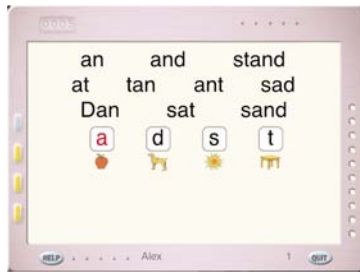 an and stand
at tan ant sad
Dan sat sand
a d s t
HELP Alex 1 QUIT